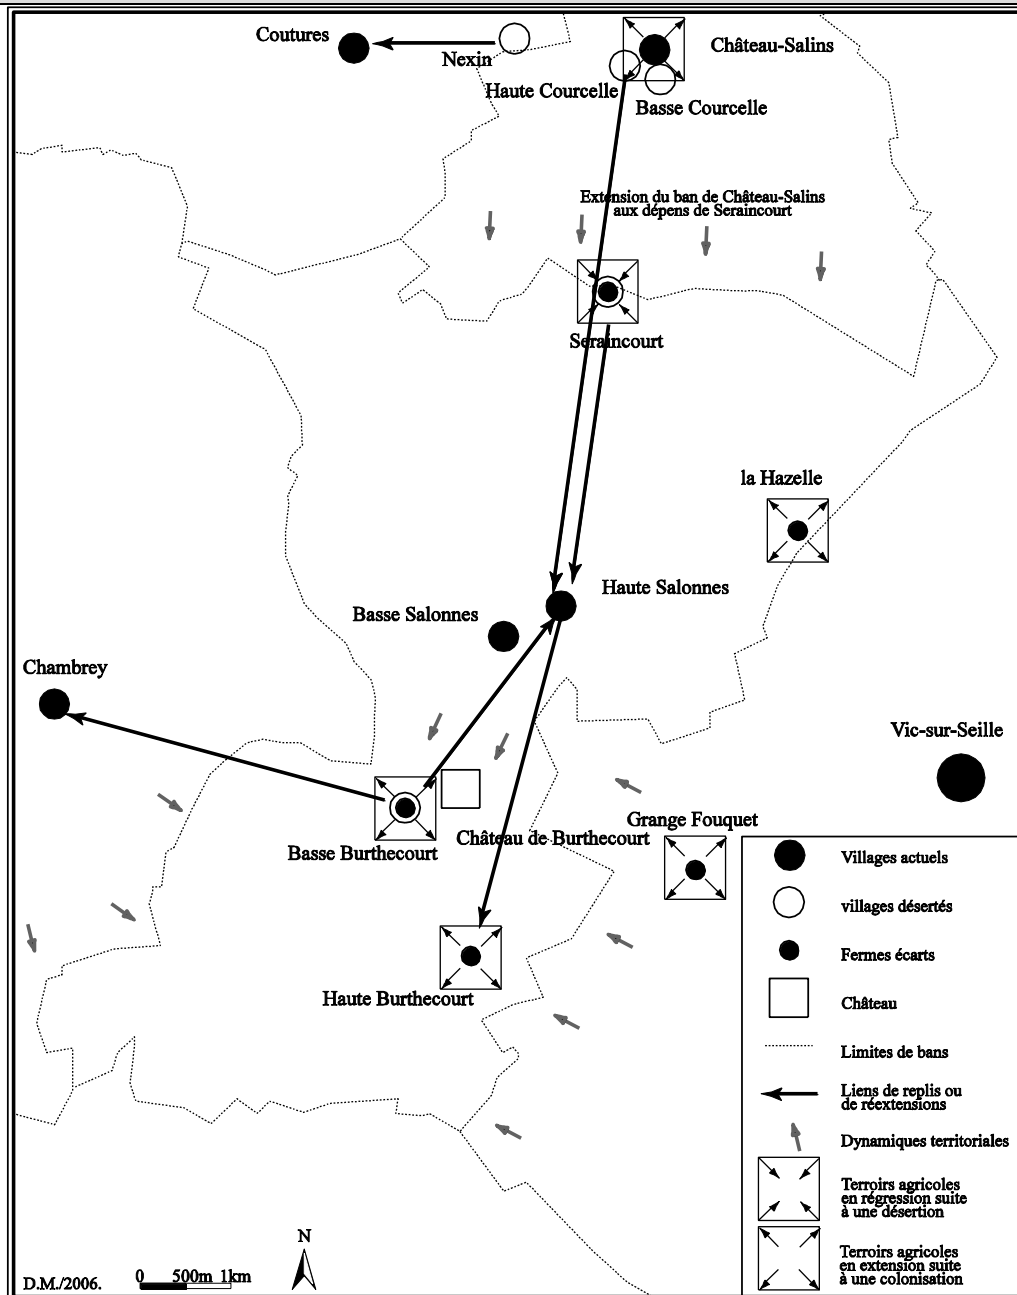 Coutures
Nexin
Château-Salins
Haute Courcelle
Basse Courcelle
Extension du ban de Château-Salins
aux dépens de Seraincourt
Seraincourt
la Hazelle
Haute Salonnes
Basse Salonnes
Chambrey
Vic-sur-Seille
Grange Fouquet
Château de Burthecourt
Basse Burthecourt
Haute Burthecourt
Villages actuels
villages désertés
Fermes écarts
Château
Limites de bans
Liens de replis ou
de réextensions
Dynamiques territoriales
Terroirs agricoles
en régression suite
à une désertion
Terroirs agricoles
en extension suite
à une colonisation
N
D.M./2006.
0 500m 1km